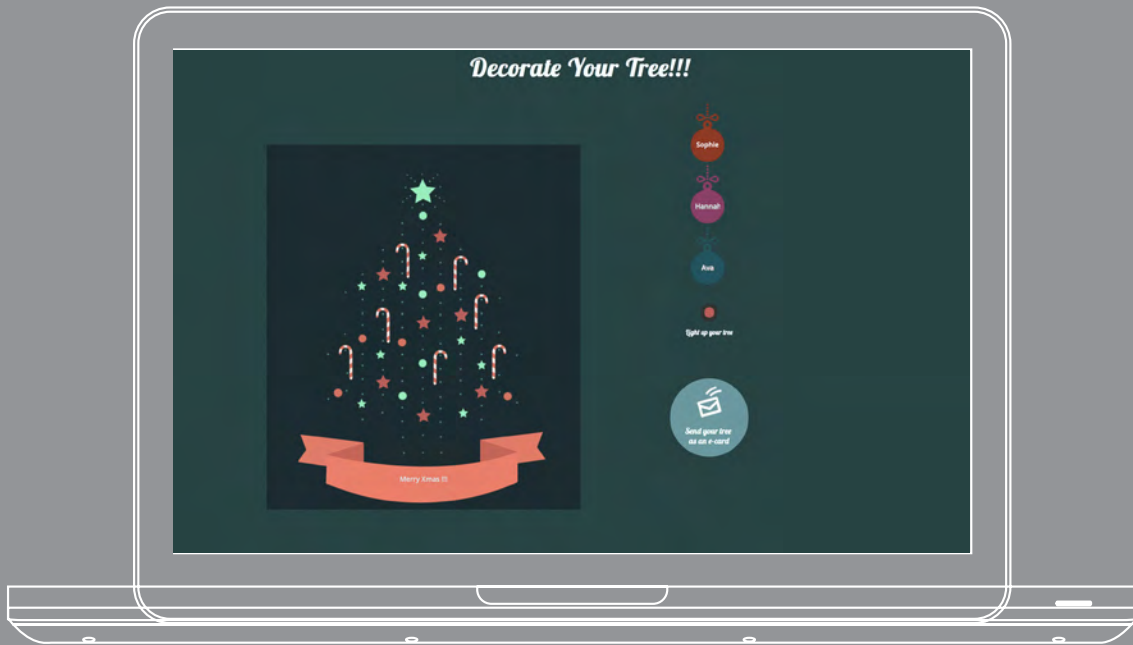 Decorate Your Tree!!!
Sophie
Hannah
Ava
Light up your tree
Send your tree
as an e-card
Merry Xmas !!!